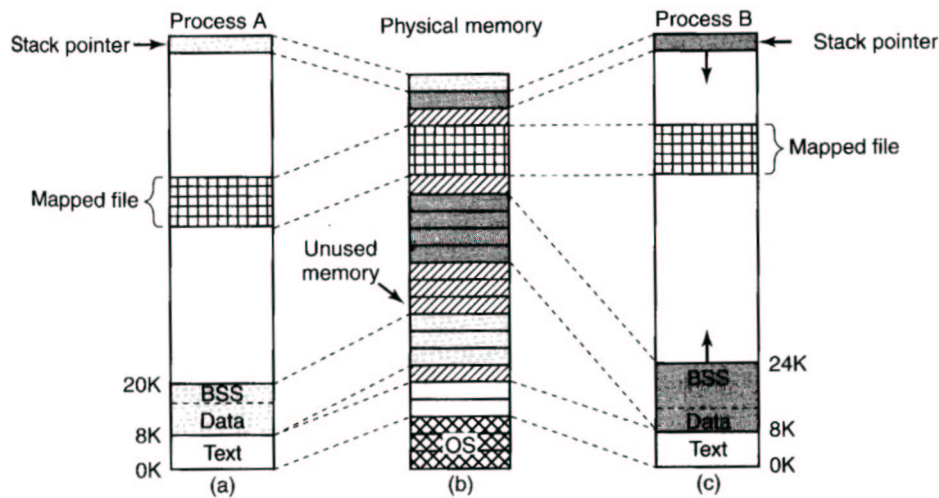 Process A
Physical memory
Process B
Stack pointer
Stack pointer
Mapped file
Mapped file
Unused
memory
20K
BSS
Data
8K
Text
0K
OS
24K
BSS
Data
8K
Text
0K
(a)
(b)
(c)